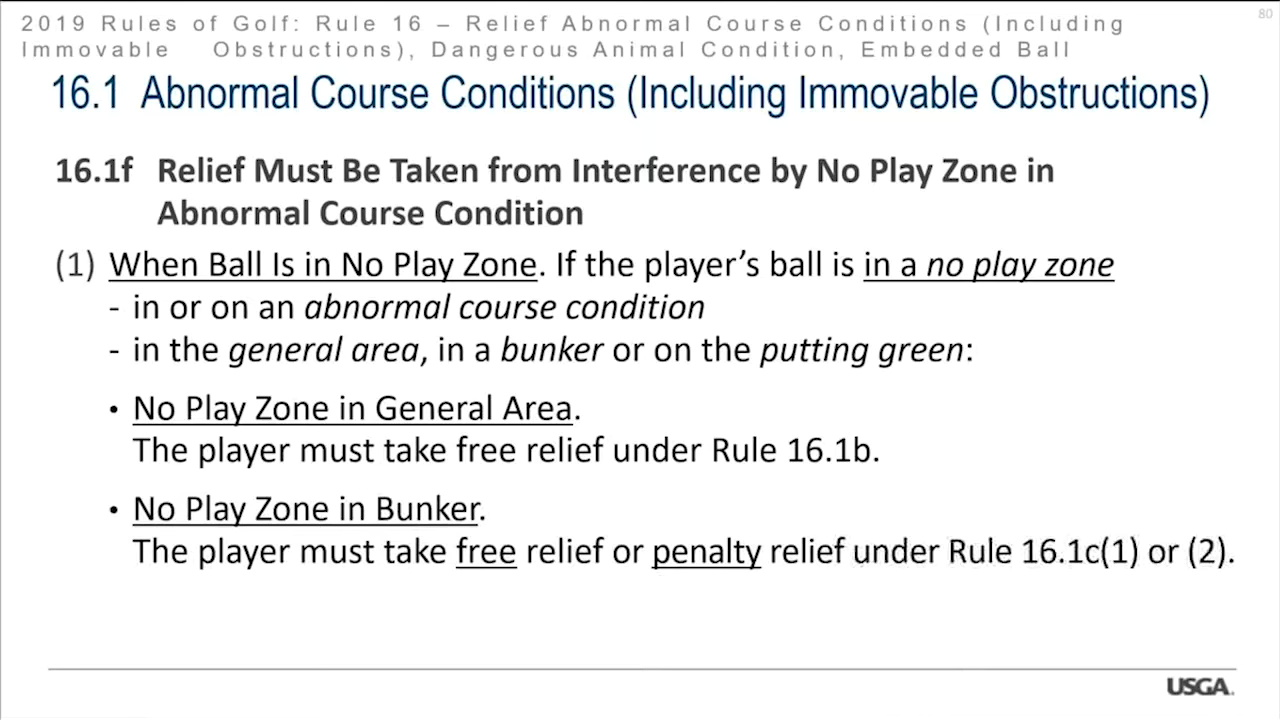 2019 Rules of Golf: Rule 16 – Relief Abnormal Course Conditions (Including
80
Immovable Obstructions), Dangerous Animal Condition, Embedded Ball
16.1 Abnormal Course Conditions (Including Immovable Obstructions)
16.1f Relief Must Be Taken from Interference by No Play Zone in
Abnormal Course Condition
(1) When Ball Is in No Play Zone. If the player’s ball is in a no play zone
- in or on an abnormal course condition
- in the general area, in a bunker or on the putting green:
• No Play Zone in General Area.
The player must take free relief under Rule 16.1b.
• No Play Zone in Bunker.
The player must take free relief or penalty relief under Rule 16.1c(1) or (2).
USGA.